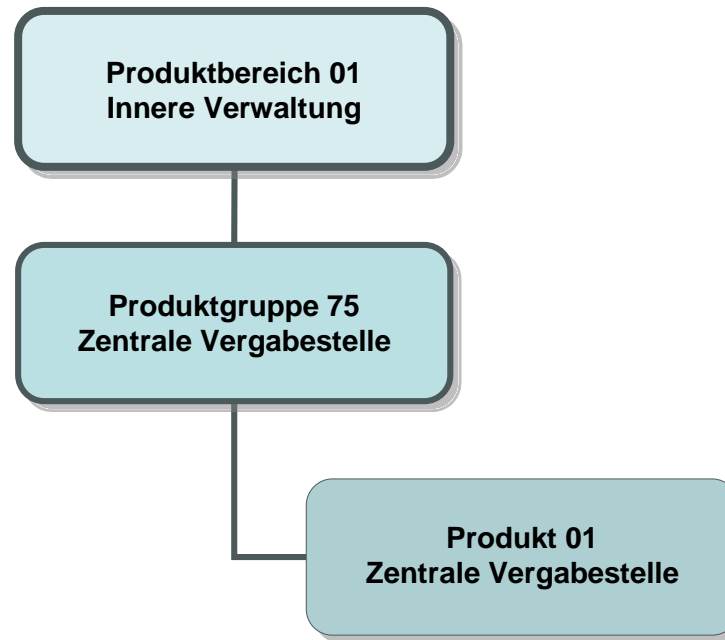 Produktbereich 01
Innere Verwaltung
Produktgruppe 75
Zentrale Vergabestelle
Produkt 01
Zentrale Vergabestelle